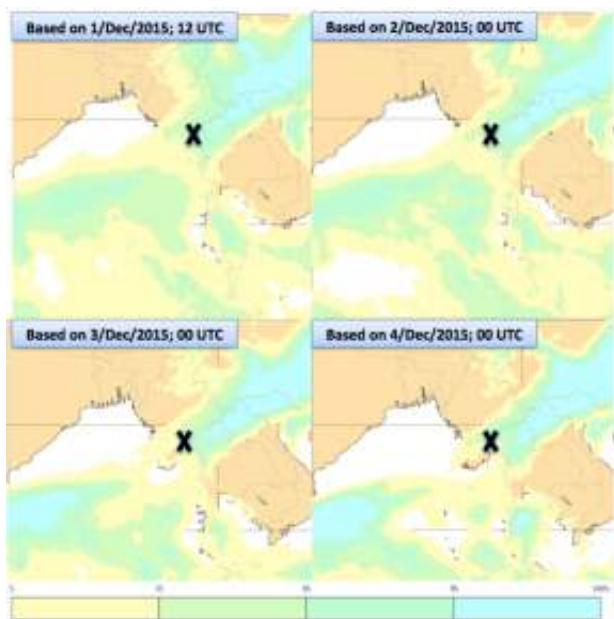 Based on 1/Dec/2015; 12 UTC
Based on 2/Dec/2015; 00 UTC
Based on 3/Dec/2015; 00 UTC
Based on 4/Dec/2015; 00 UTC
X
X
X
X
100%